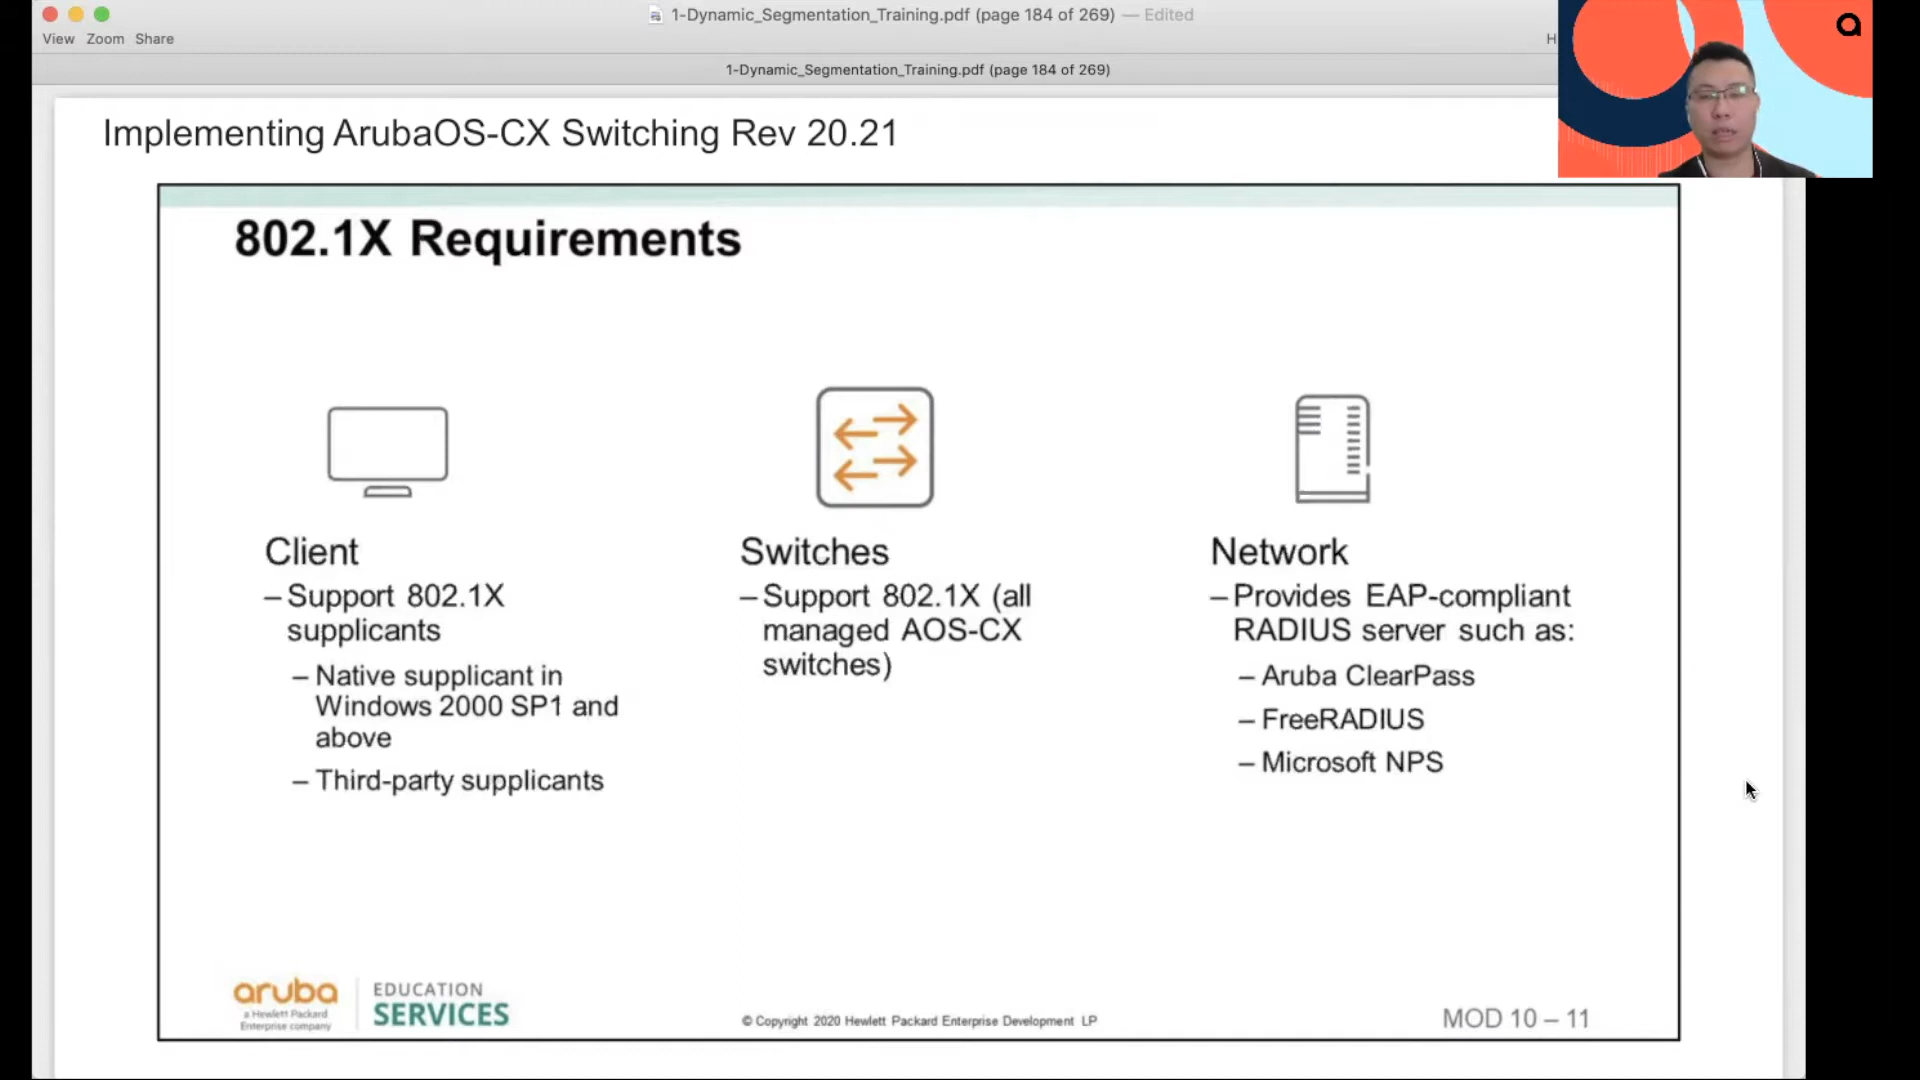 1-Dynamic_Segmentation_Training.pdf (page 184 of 269) — Edited
View Zoom Share
H
1-Dynamic_Segmentation_Training.pdf (page 184 of 269)
Implementing ArubaOS-CX Switching Rev 20.21
802.1X Requirements
Client
– Support 802.1X
supplicants
– Native supplicant in
Windows 2000 SP1 and
above
– Third-party supplicants
Switches
– Support 802.1X (all
managed AOS-CX
switches)
Network
– Provides EAP-compliant
RADIUS server such as:
– Aruba ClearPass
– FreeRADIUS
– Microsoft NPS
aruba
a Hewlett Packard
Enterprise company
EDUCATION
SERVICES
© Copyright 2020 Hewlett Packard Enterprise Development LP
MOD 10 – 11